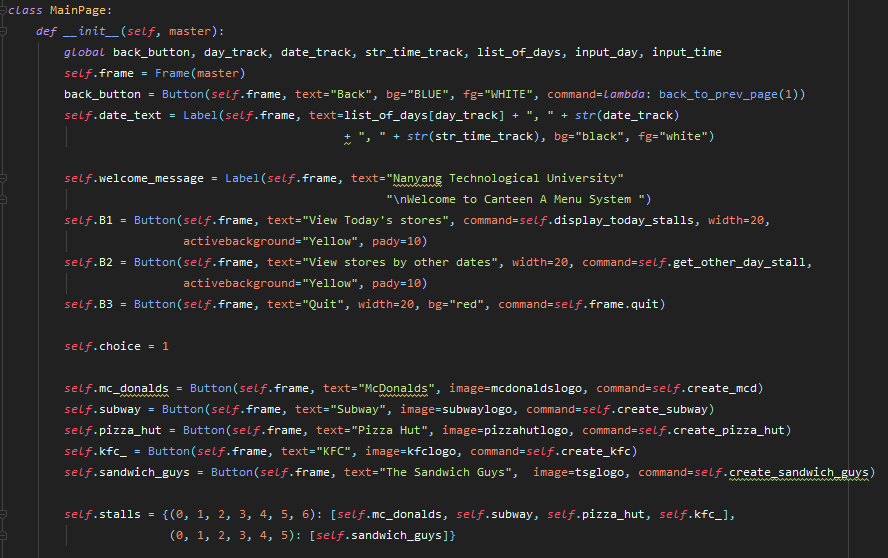 class MainPage:
    def __init__(self, master):
        global back_button, day_track, date_track, str_time_track, list_of_days, input_day, input_time
        self.frame = Frame(master)
        back_button = Button(self.frame, text="Back", bg="BLUE", fg="WHITE", command=lambda: back_to_prev_page(1))
        self.date_text = Label(self.frame, text=list_of_days[day_track] + ", " + str(date_track)
                                                + ", " + str(str_time_track), bg="black", fg="white")

        self.welcome_message = Label(self.frame, text="Nanyang Technological University"
                                                      "\nWelcome to Canteen A Menu System ")
        self.B1 = Button(self.frame, text="View Today's stores", command=self.display_today_stalls, width=20,
                         activebackground="Yellow", pady=10)
        self.B2 = Button(self.frame, text="View stores by other dates", width=20, command=self.get_other_day_stall,
                         activebackground="Yellow", pady=10)
        self.B3 = Button(self.frame, text="Quit", width=20, bg="red", command=self.frame.quit)

        self.choice = 1

        self.mc_donalds = Button(self.frame, text="McDonalds", image=mcdonaldslogo, command=self.create_mcd)
        self.subway = Button(self.frame, text="Subway", image=subwaylogo, command=self.create_subway)
        self.pizza_hut = Button(self.frame, text="Pizza Hut", image=pizzahutlogo, command=self.create_pizza_hut)
        self.kfc_ = Button(self.frame, text="KFC", image=kfclogo, command=self.create_kfc)
        self.sandwich_guys = Button(self.frame, text="The Sandwich Guys",  image=tsglogo, command=self.create_sandwich_guys)

        self.stalls = {(0, 1, 2, 3, 4, 5, 6): [self.mc_donalds, self.subway, self.pizza_hut, self.kfc_],
                       (0, 1, 2, 3, 4, 5): [self.sandwich_guys]}